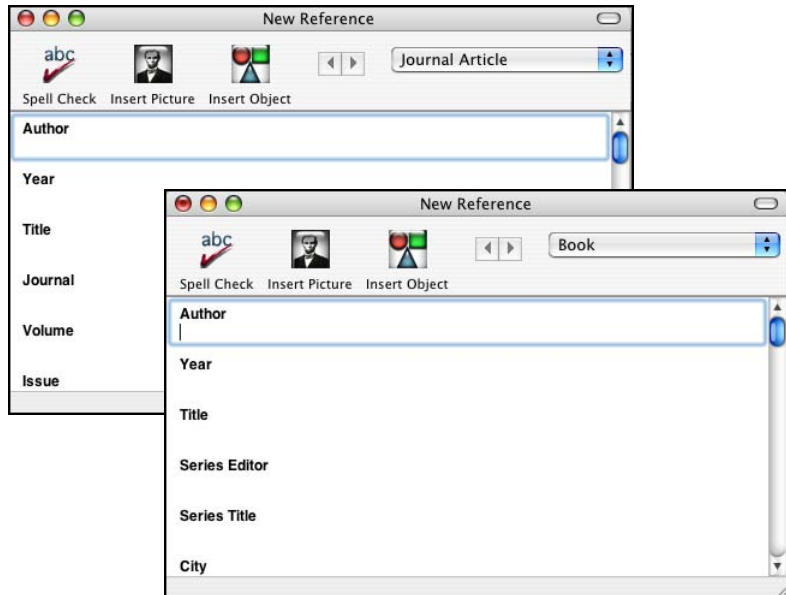 New Reference
abc
Journal Article
Spell Check Insert Picture Insert Object
Author
Year
Title
Journal
Volume
Issue
New Reference
abc
Book
Spell Check Insert Picture Insert Object
Author
Year
Title
Series Editor
Series Title
City